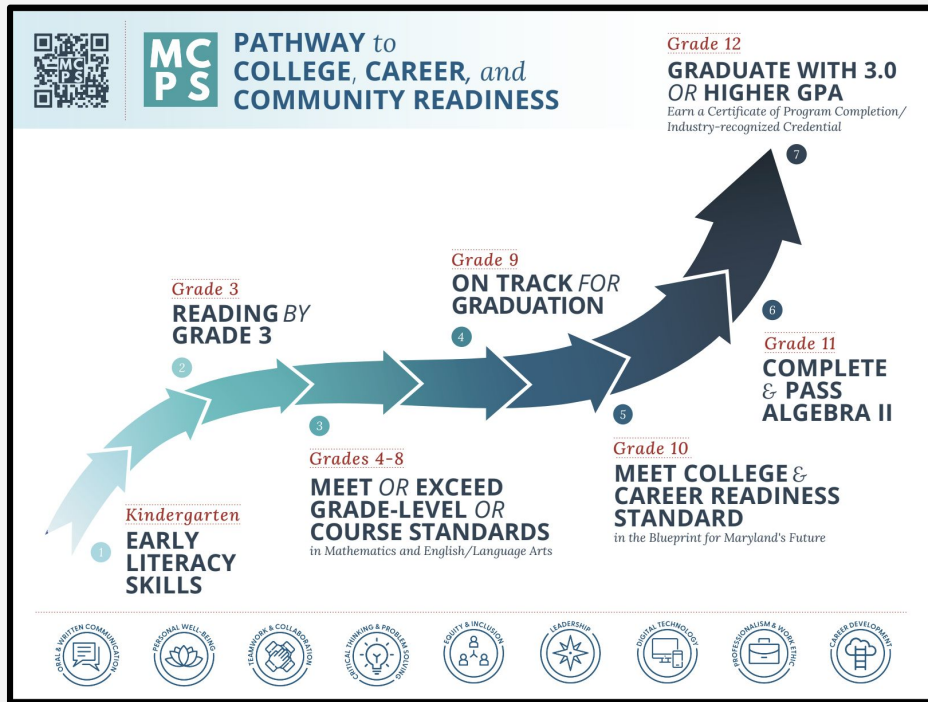 MC
PS
MC
PS
PATHWAY to
COLLEGE, CAREER, and
COMMUNITY READINESS
Grade 12
GRADUATE WITH 3.0
OR HIGHER GPA
Earn a Certificate of Program Completion/
Industry-recognized Credential
7
Grade 9
ON TRACK FOR
GRADUATION
4
Grade 3
READING BY
GRADE 3
2
6
Grade 11
COMPLETE
& PASS
ALGEBRA II
3
Grades 4-8
MEET OR EXCEED
GRADE-LEVEL OR
COURSE STANDARDS
in Mathematics and English/Language Arts
5
Grade 10
MEET COLLEGE &
CAREER READINESS
STANDARD
in the Blueprint for Maryland's Future
1
Kindergarten
EARLY
LITERACY
SKILLS
ORAL & WRITTEN COMMUNICATION
PERSONAL WELL-BEING
TEAMWORK & COLLABORATION
CRITICAL THINKING & PROBLEM SOLVING
EQUITY & INCLUSION
LEADERSHIP
DIGITAL TECHNOLOGY
PROFESSIONALISM & WORK ETHIC
CAREER DEVELOPMENT